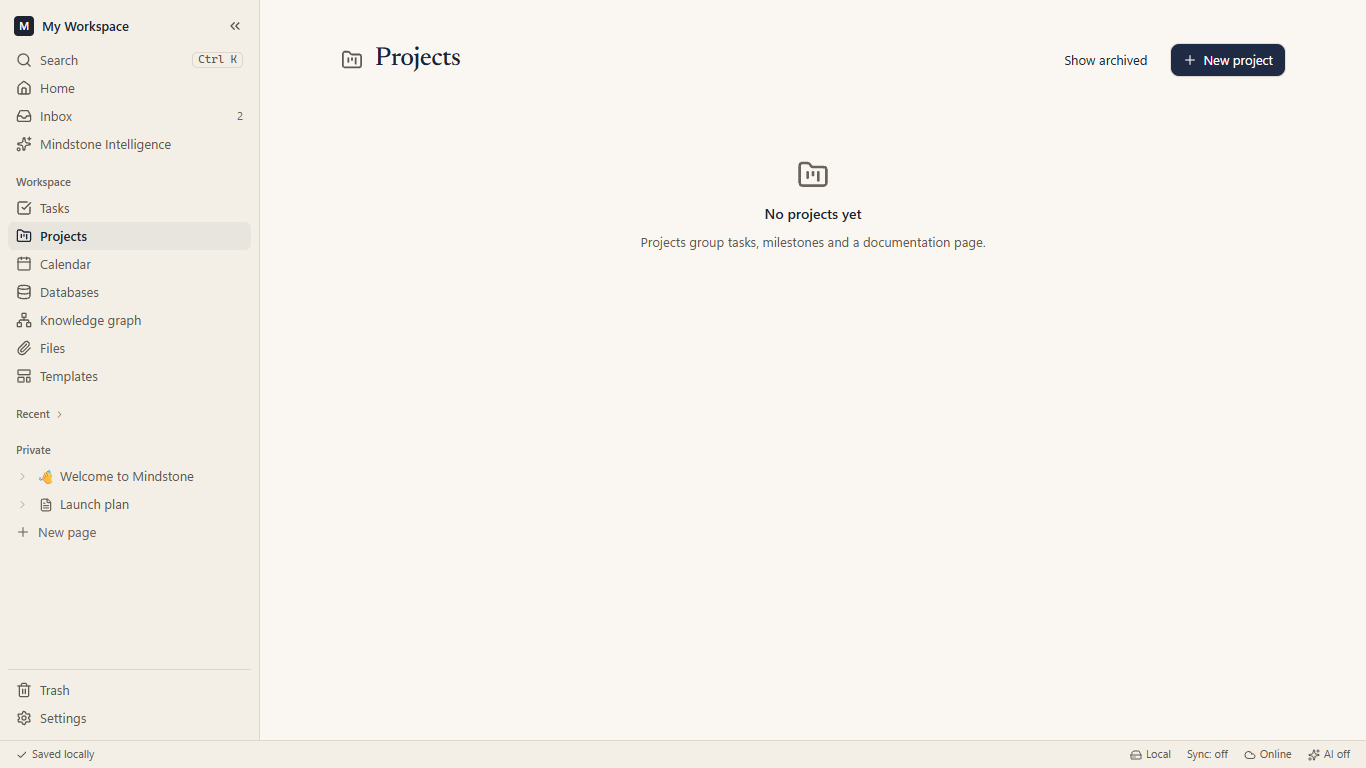 M My Workspace
Search Ctrl K
Home
Inbox 2
Mindstone Intelligence
Workspace
Tasks
Projects
Calendar
Databases
Knowledge graph
Files
Templates
Recent
Private
Welcome to Mindstone
Launch plan
New page
Trash
Settings
Projects
Show archived
New project
No projects yet
Projects group tasks, milestones and a documentation page.
Saved locally
Local Sync: off Online AI off